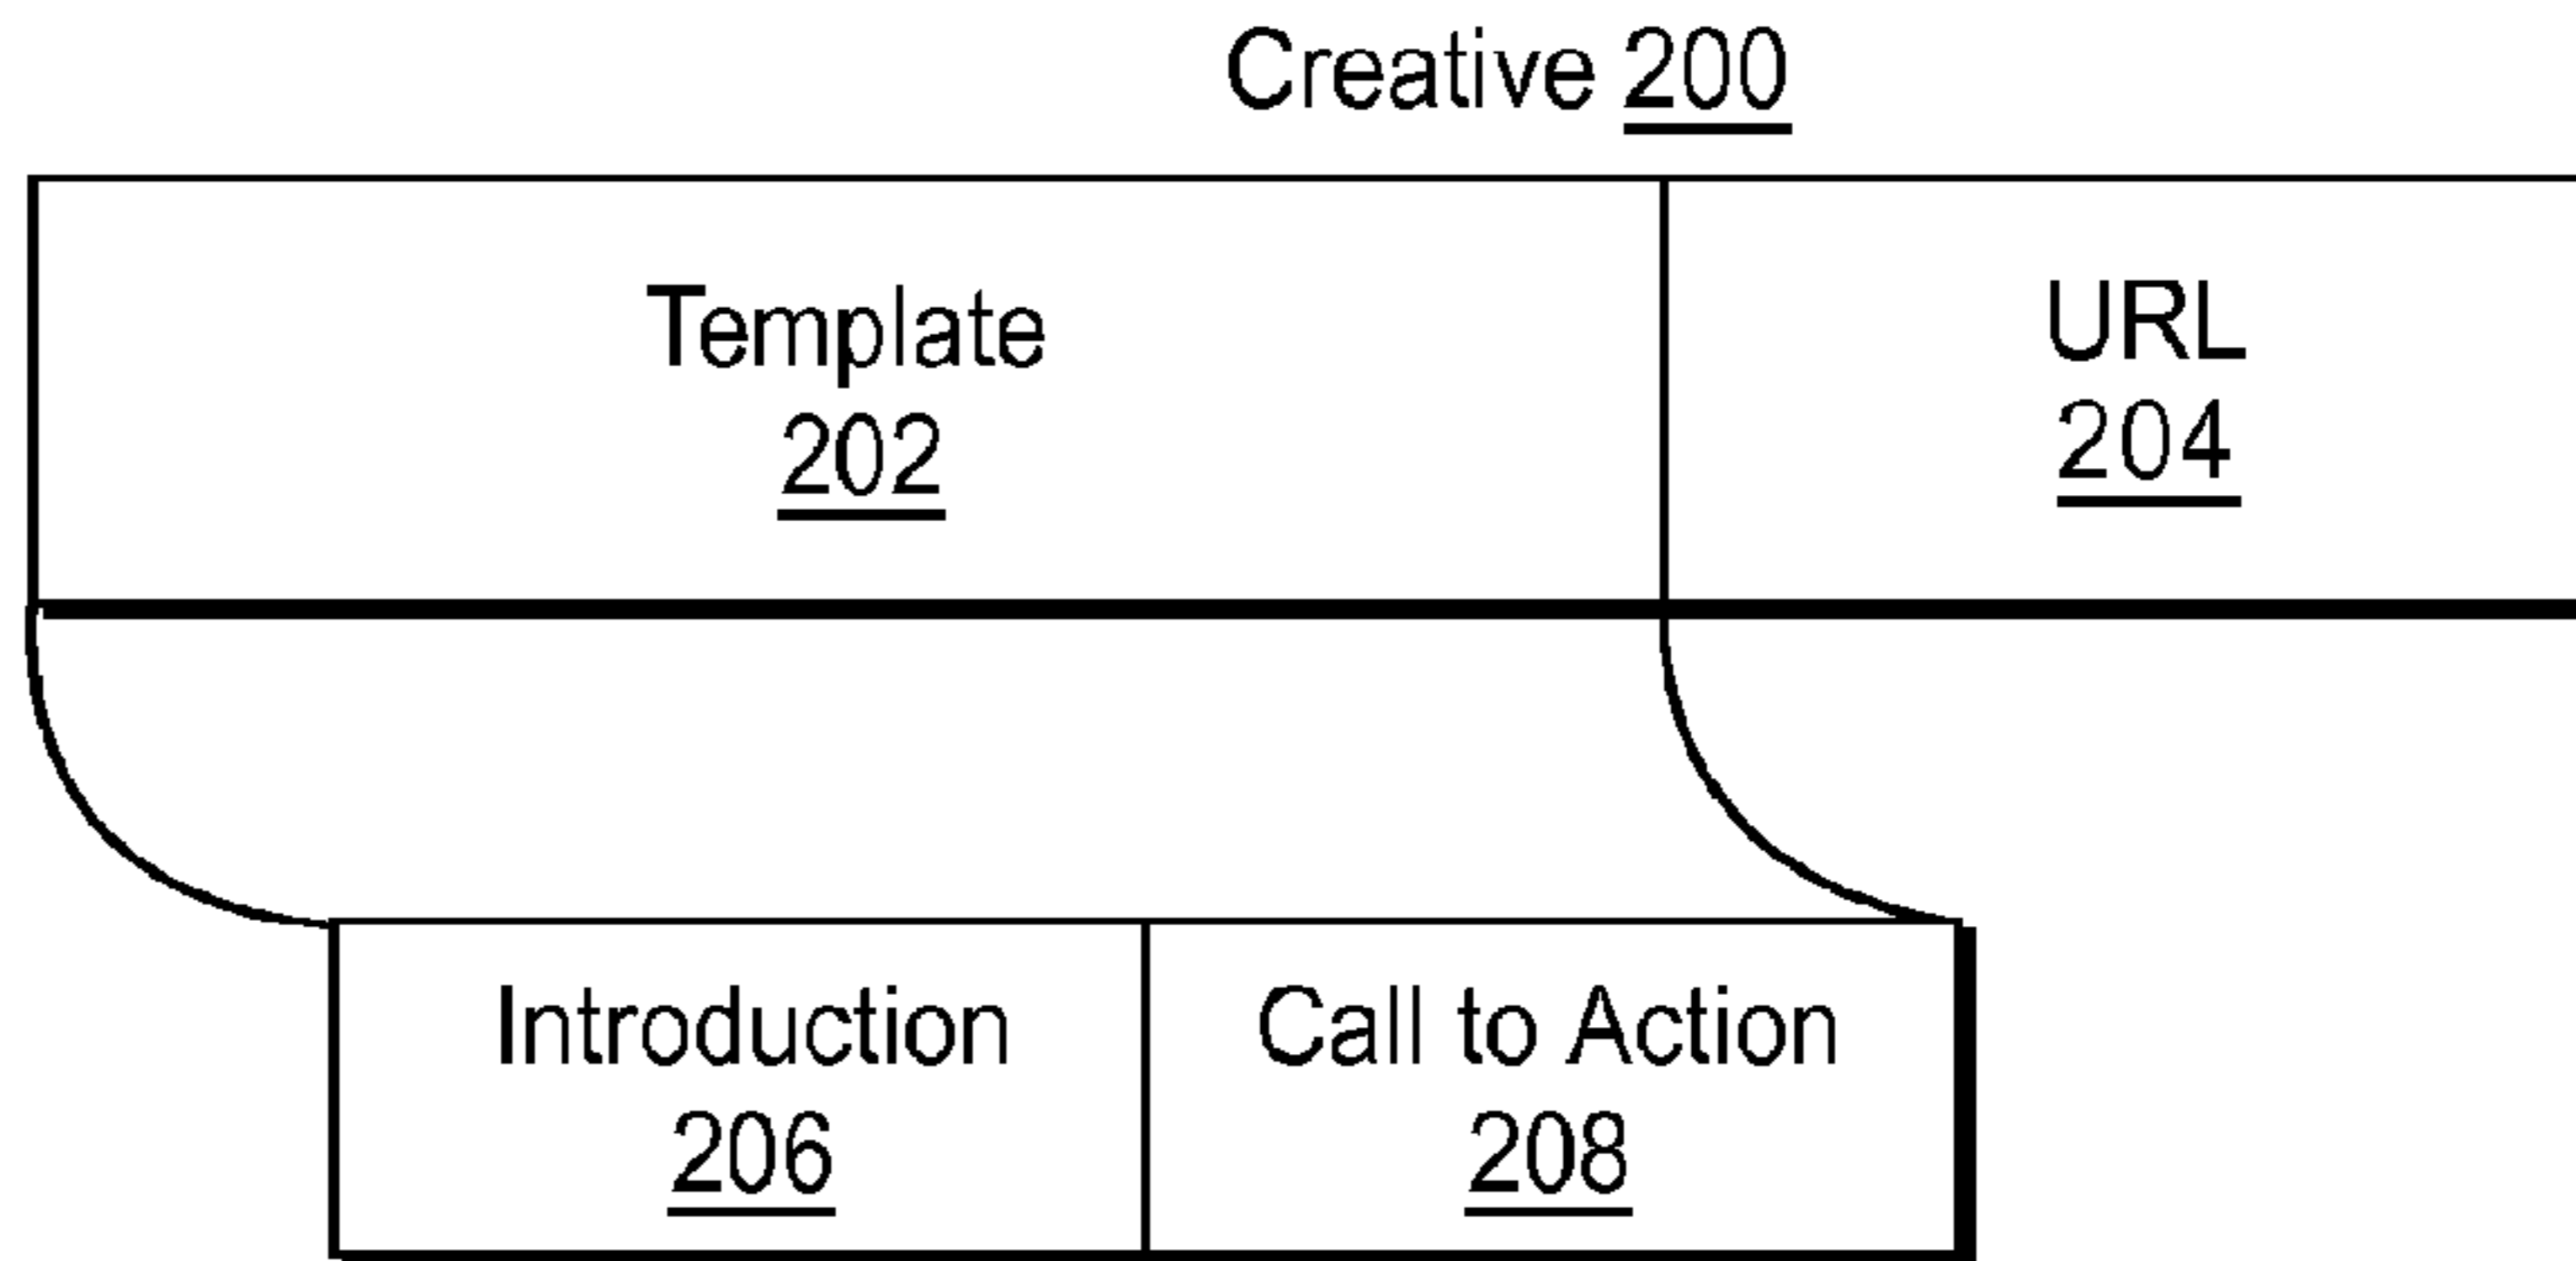 Creative 200
Template
202
URL
204
Introduction
206
Call to Action
208